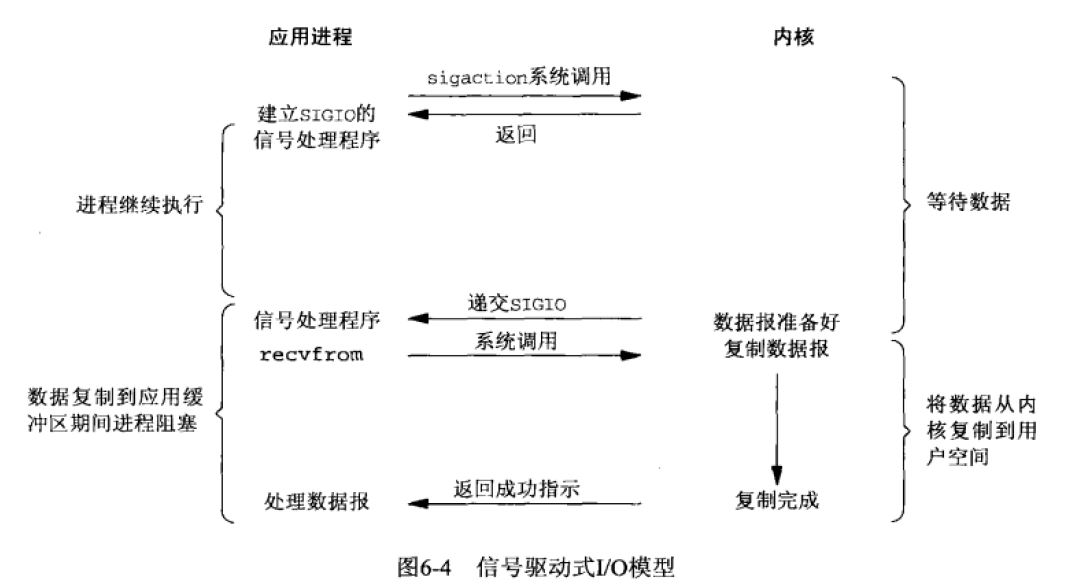 应用进程
内核
sigaction系统调用
建立SIGIO的
信号处理程序
返回
进程继续执行
等待数据
递交SIGIO
信号处理程序
数据报准备好
复制数据报
recvfrom
系统调用
数据复制到应用缓
冲区期间进程阻塞
将数据从内
核复制到用
户空间
处理数据报
返回成功指示
复制完成
图6-4 信号驱动式I/O模型